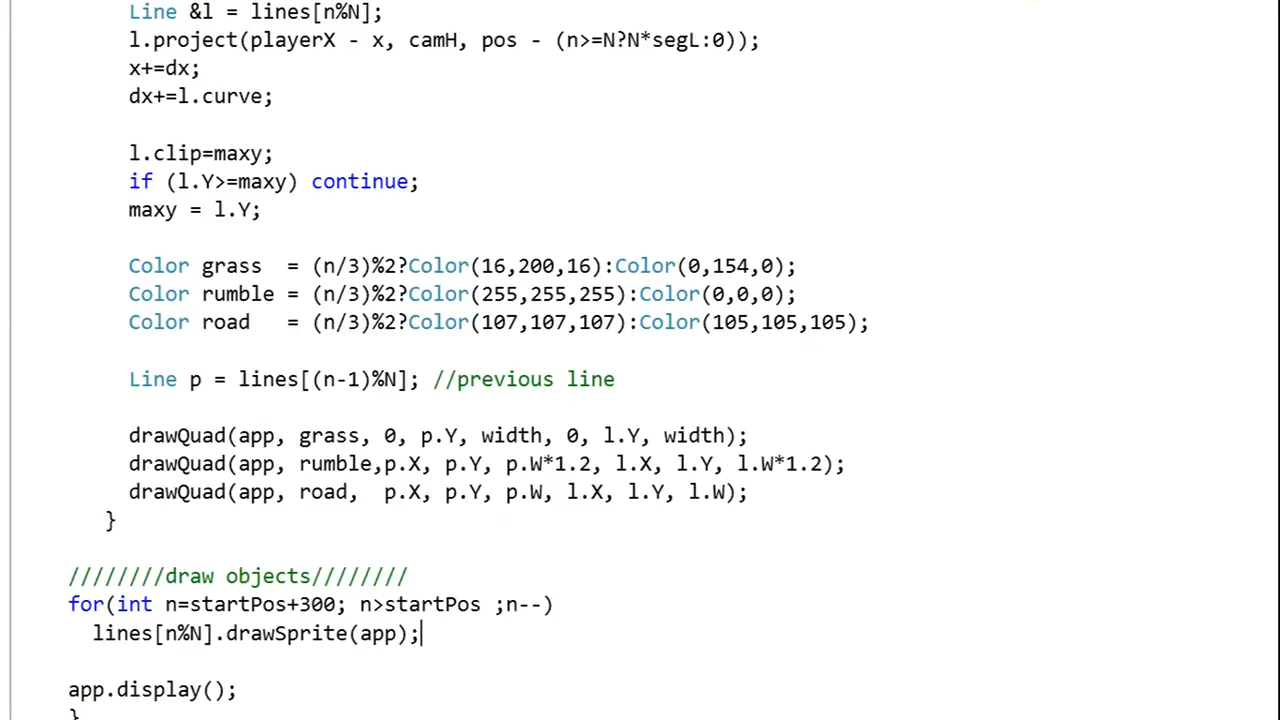 Line &l = lines[n%N];
l.project(playerX - x, camH, pos - (n>=N?N*segL:0));
x+=dx;
dx+=l.curve;
l.clip=maxy;
if (l.Y>=maxy) continue;
maxy = l.Y;
Color grass  = (n/3)%2?Color(16,200,16):Color(0,154,0);
Color rumble = (n/3)%2?Color(255,255,255):Color(0,0,0);
Color road   = (n/3)%2?Color(107,107,107):Color(105,105,105);
Line p = lines[(n-1)%N]; //previous line
drawQuad(app, grass, 0, p.Y, width, 0, l.Y, width);
drawQuad(app, rumble,p.X, p.Y, p.W*1.2, l.X, l.Y, l.W*1.2);
drawQuad(app, road,  p.X, p.Y, p.W, l.X, l.Y, l.W);
}
////////draw objects////////
for(int n=startPos+300; n>startPos ;n--)
lines[n%N].drawSprite(app);
app.display();
}